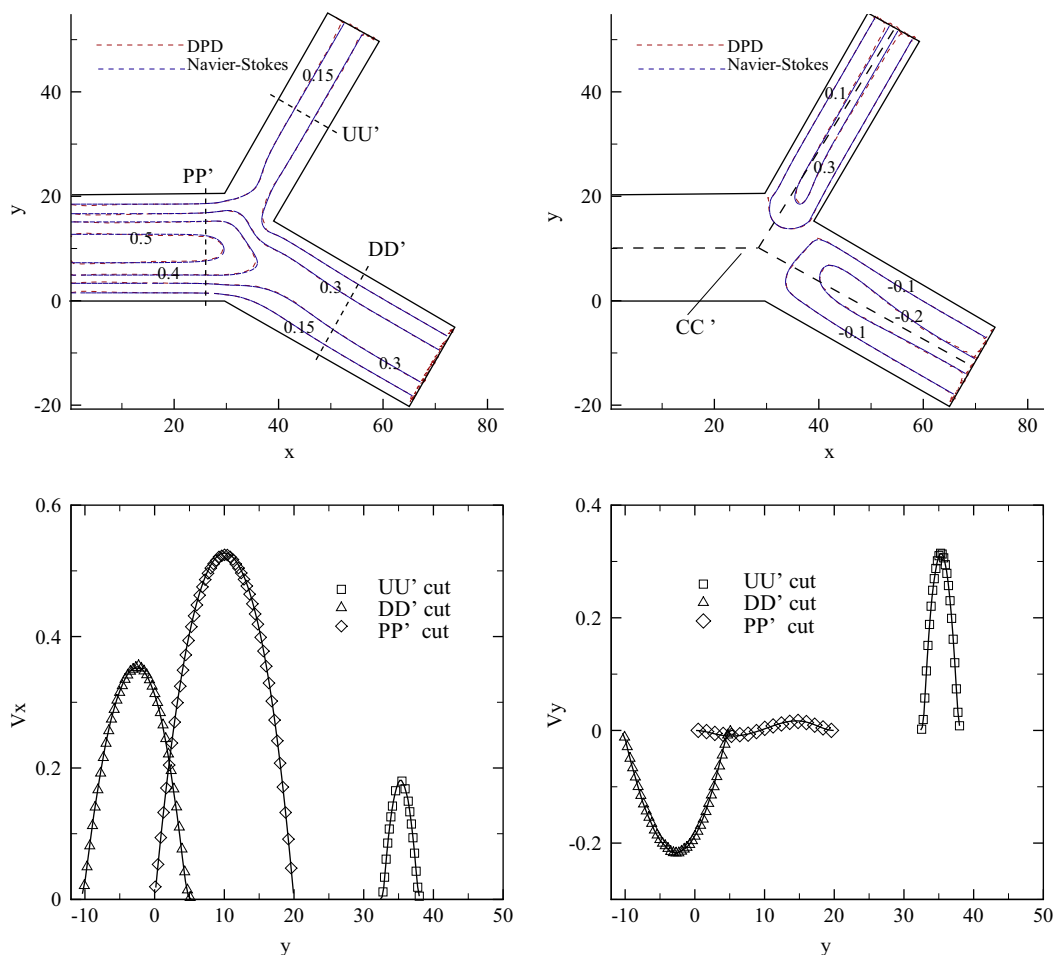 DPD
Navier-Stokes
0.15
UU’
PP’
DD’
0.5
0.4
0.3
0.15
0.3
y
40
20
0
-20
20
40
60
80
x
DPD
Navier-Stokes
0.1
0.3
-0.1
-0.2
-0.1
CC ’
y
40
20
0
-20
20
40
60
80
x
Vx
0.6
0.4
0.2
0
UU’ cut
DD’ cut
PP’ cut
-10
0
10
20
30
40
50
y
Vy
0.4
0.2
0
-0.2
UU’ cut
DD’ cut
PP’ cut
-10
0
10
20
30
40
50
y